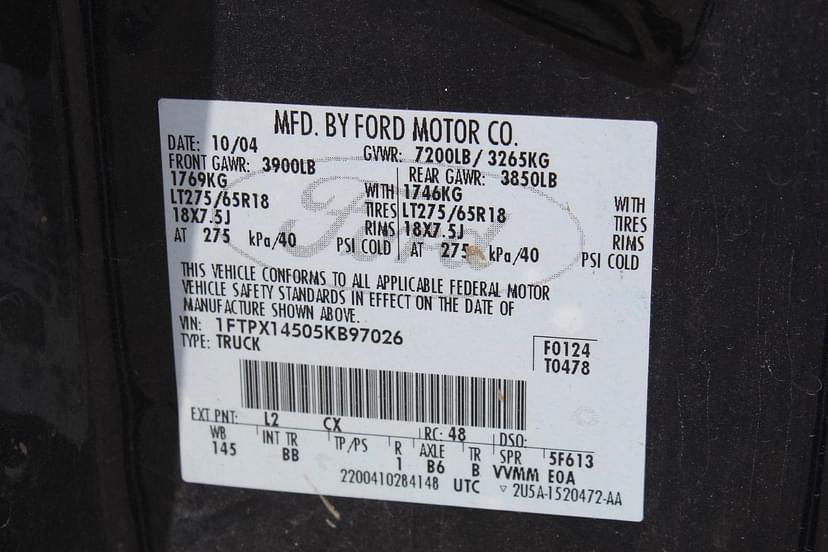 MFD. BY FORD MOTOR CO.
DATE: 10/04 GVWR: 7200LB/ 3265KG
FRONT GAWR: 3900LB REAR GAWR: 3850LB
1769KG WITH 1746KG WITH
LT275/65R18 TIRES LT275/65R18 TIRES
18X7.5J RIMS 18X7.5J RIMS
AT 275 kPa/40 PSI COLD AT 275 kPa/40 PSI COLD
Ford
THIS VEHICLE CONFORMS TO ALL APPLICABLE FEDERAL MOTOR
VEHICLE SAFETY STANDARDS IN EFFECT ON THE DATE OF
MANUFACTURE SHOWN ABOVE.
VIN: 1FTPX14505KB97026
TYPE: TRUCK
F0124
T0478
EXT PNT: L2 CX RC: 48 DSO:
WB INT TR TP/PS R AXLE TR SPR 5F613
145 BB 1 B6 B VVMM E0A
2200410284148 UTC ▽ 2U5A-1520472-AA